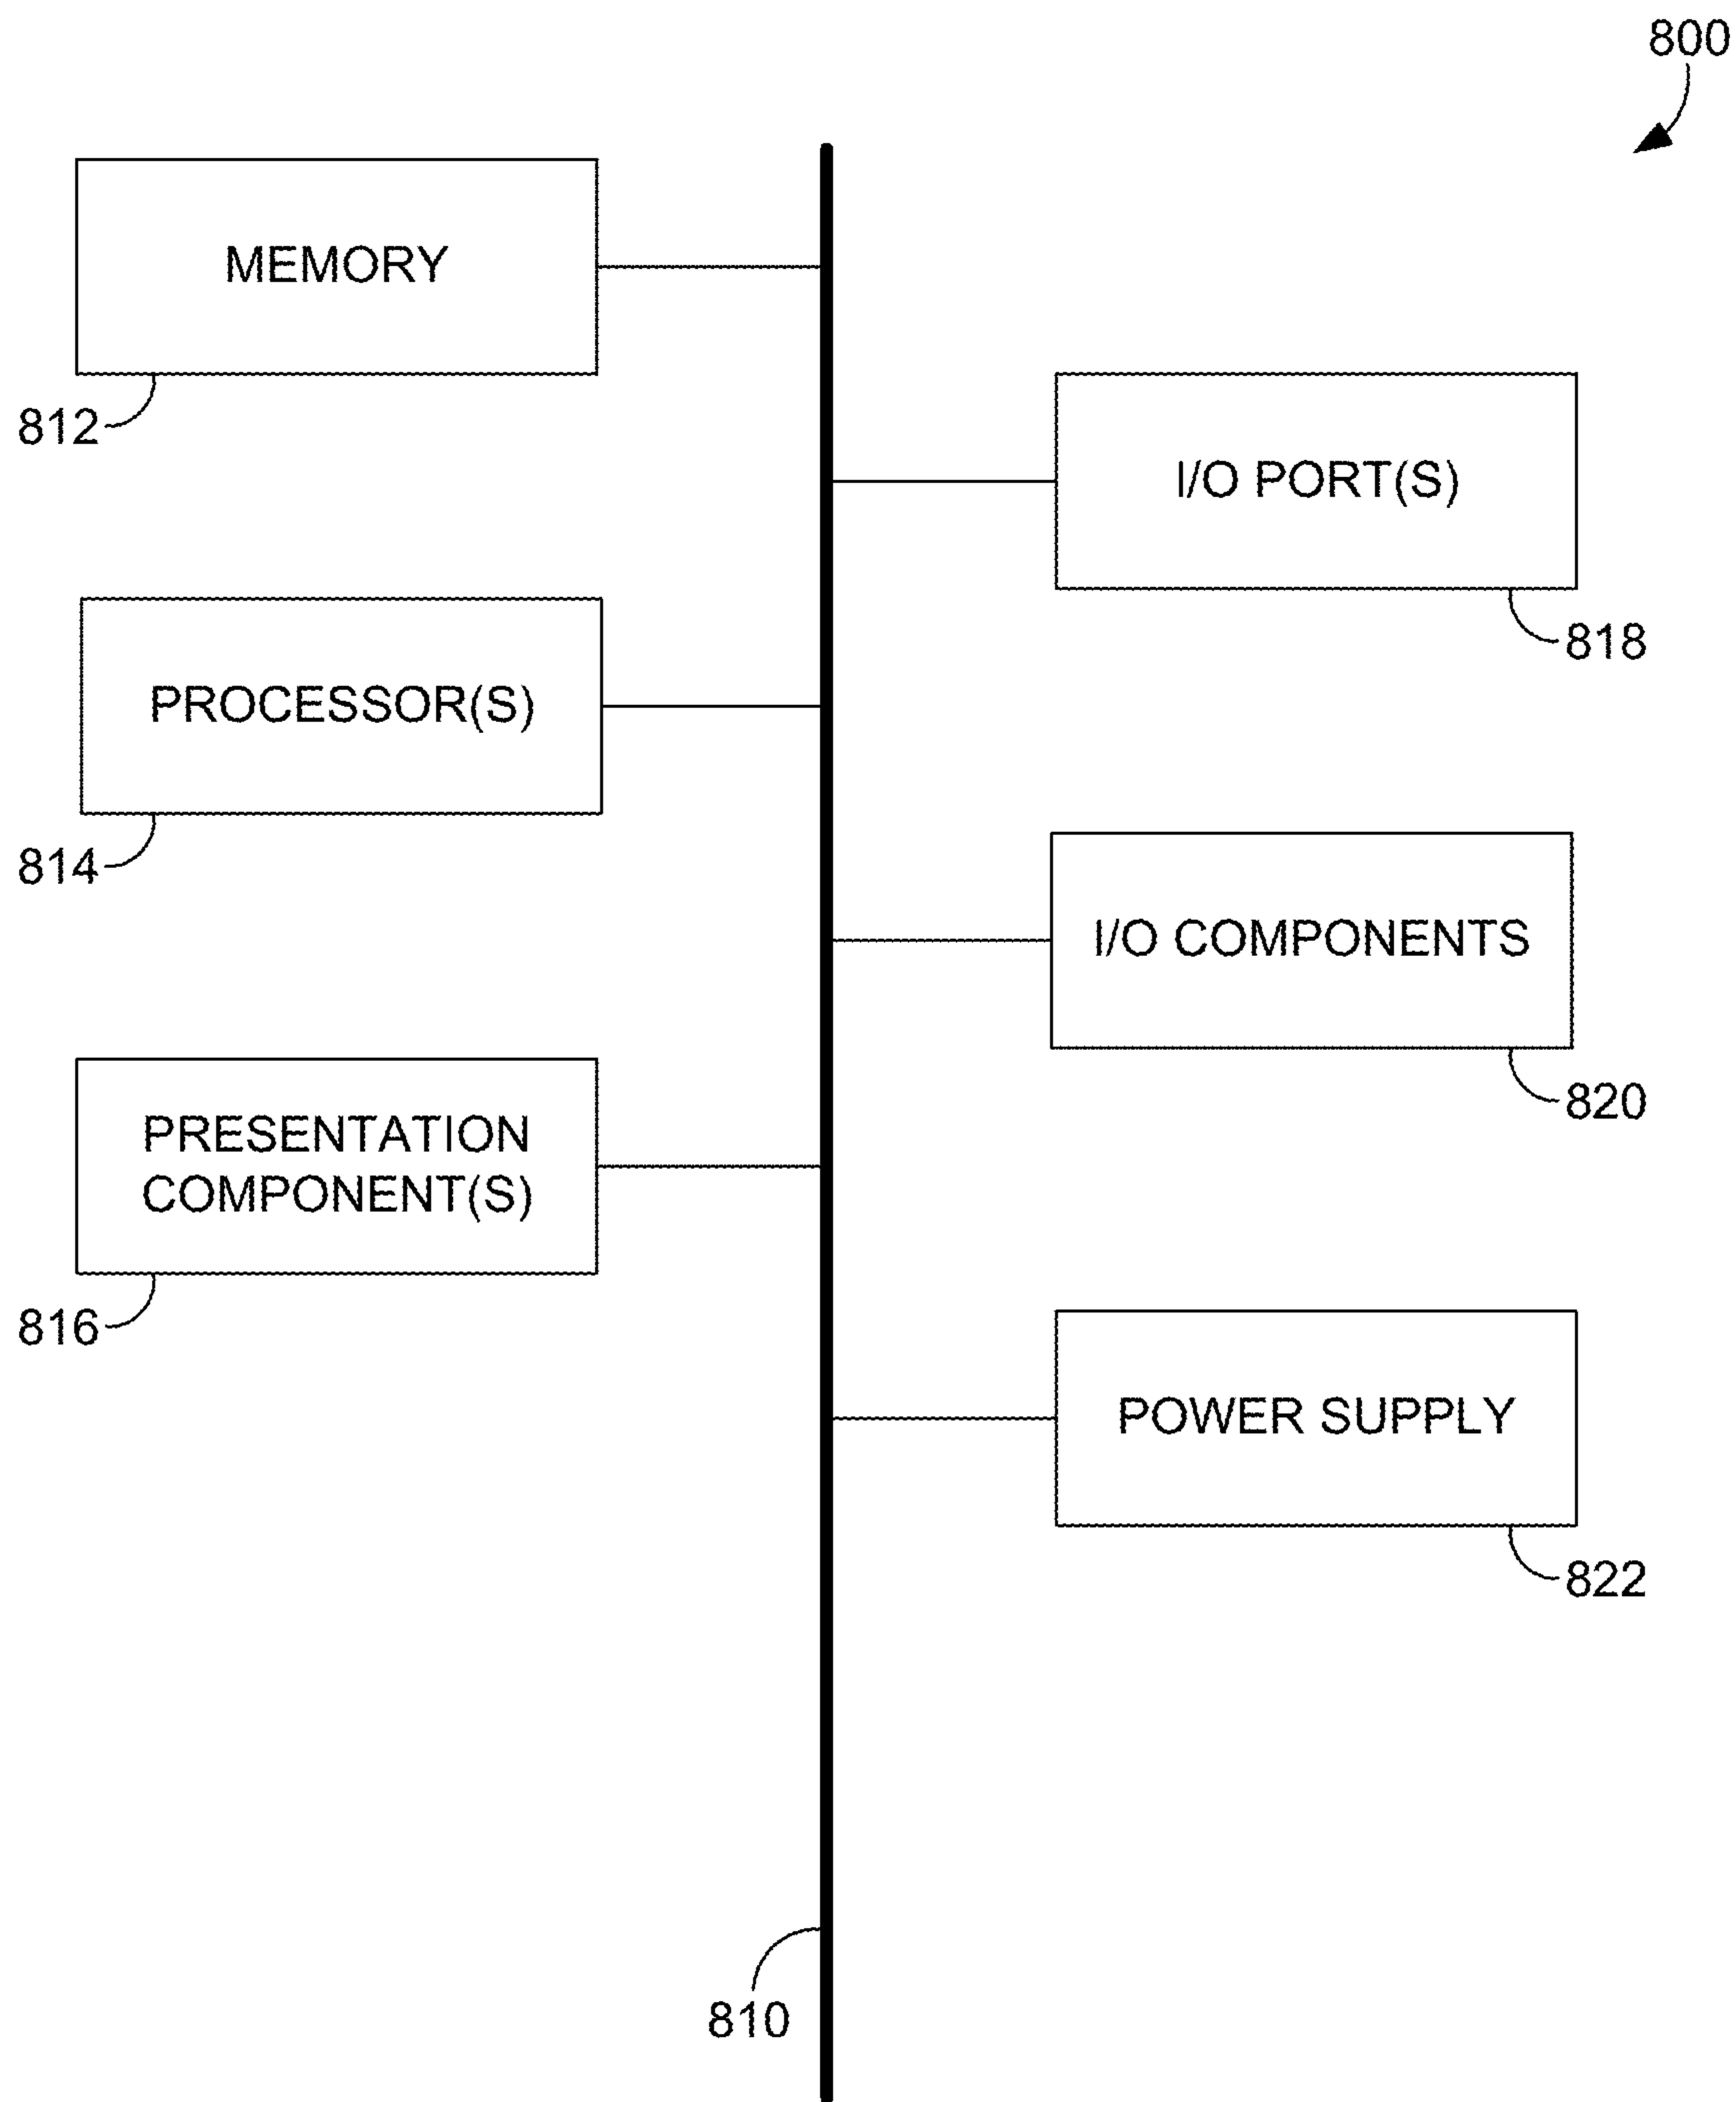 800
MEMORY
812
I/O PORT(S)
818
PROCESSOR(S)
814
I/O COMPONENTS
820
PRESENTATION
COMPONENT(S)
816
POWER SUPPLY
822
810